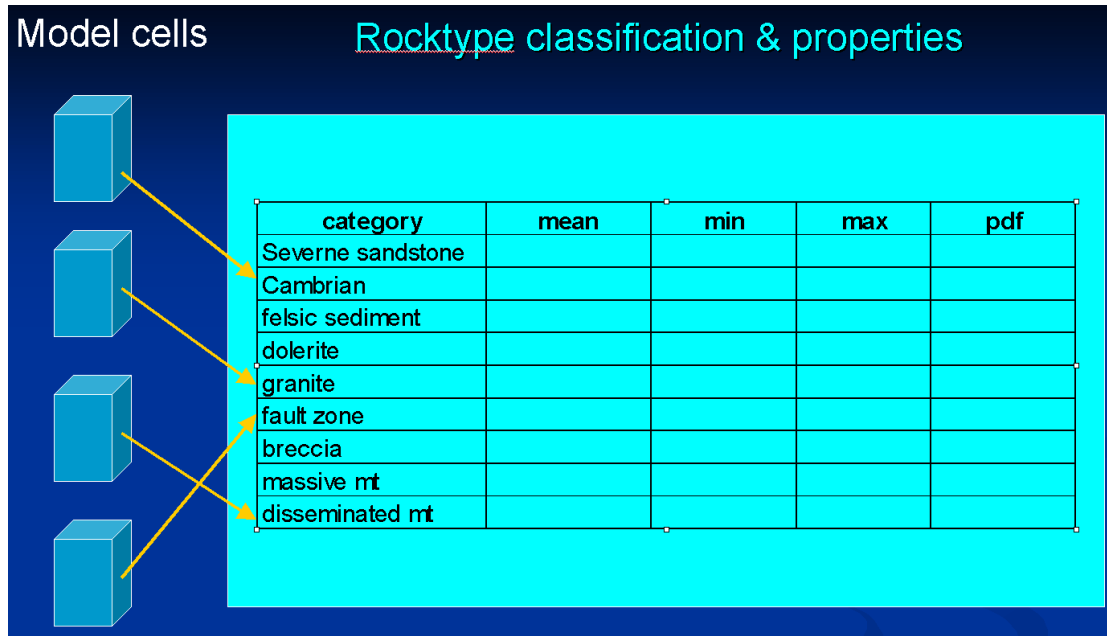 Model cells
Rocktype classification & properties
category mean min max pdf
Severne sandstone
Cambrian
felsic sediment
dolerite
granite
fault zone
breccia
massive mt
disseminated mt